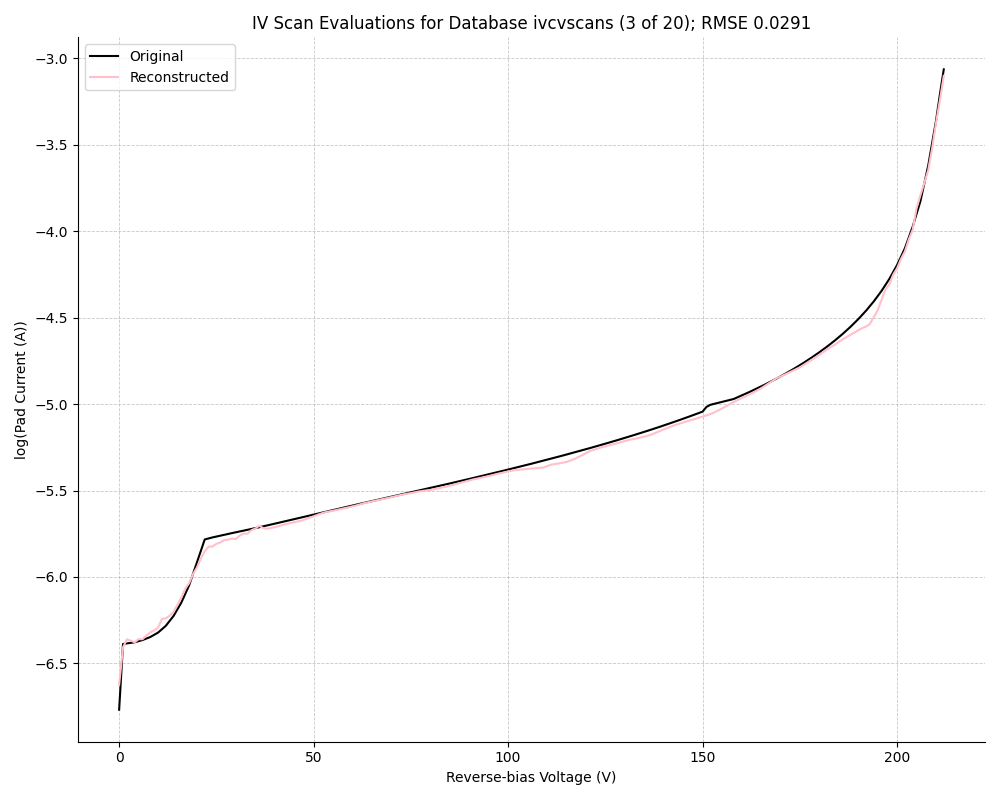 IV Scan Evaluations for Database ivcvscans (3 of 20); RMSE 0.0291
Original
Reconstructed
log(Pad Current (A))
−3.0
−3.5
−4.0
−4.5
−5.0
−5.5
−6.0
−6.5
0
50
100
150
200
Reverse-bias Voltage (V)